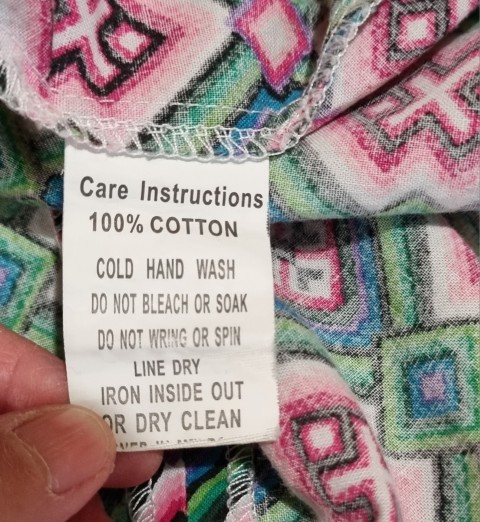 Care Instructions
100% COTTON
COLD HAND WASH
DO NOT BLEACH OR SOAK
DO NOT WRING OR SPIN
LINE DRY
IRON INSIDE OUT
OR DRY CLEAN